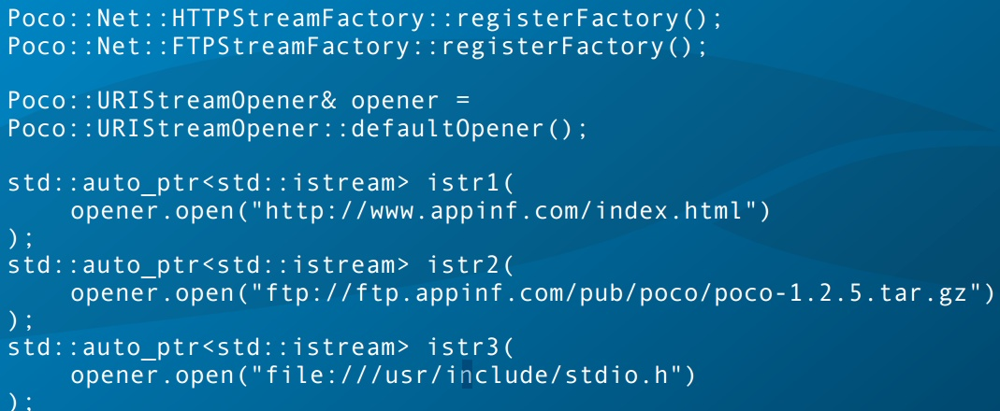 Poco::Net::HTTPStreamFactory::registerFactory();
Poco::Net::FTPStreamFactory::registerFactory();
Poco::URIStreamOpener& opener =
Poco::URIStreamOpener::defaultOpener();
std::auto_ptr<std::istream> istr1(
opener.open("http://www.appinf.com/index.html")
);
std::auto_ptr<std::istream> istr2(
opener.open("ftp://ftp.appinf.com/pub/poco/poco-1.2.5.tar.gz")
);
std::auto_ptr<std::istream> istr3(
opener.open("file:///usr/include/stdio.h")
);